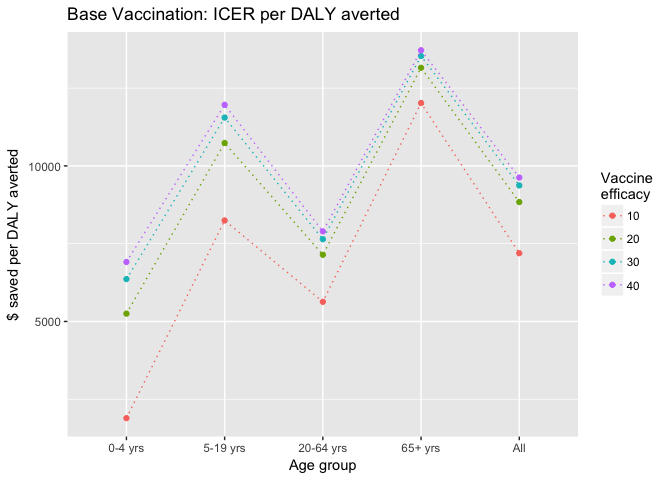 Base Vaccination: ICER per DALY averted
$ saved per DALY averted
10000
5000
0-4 yrs
5-19 yrs
20-64 yrs
65+ yrs
All
Age group
Vaccine
efficacy
10
20
30
40